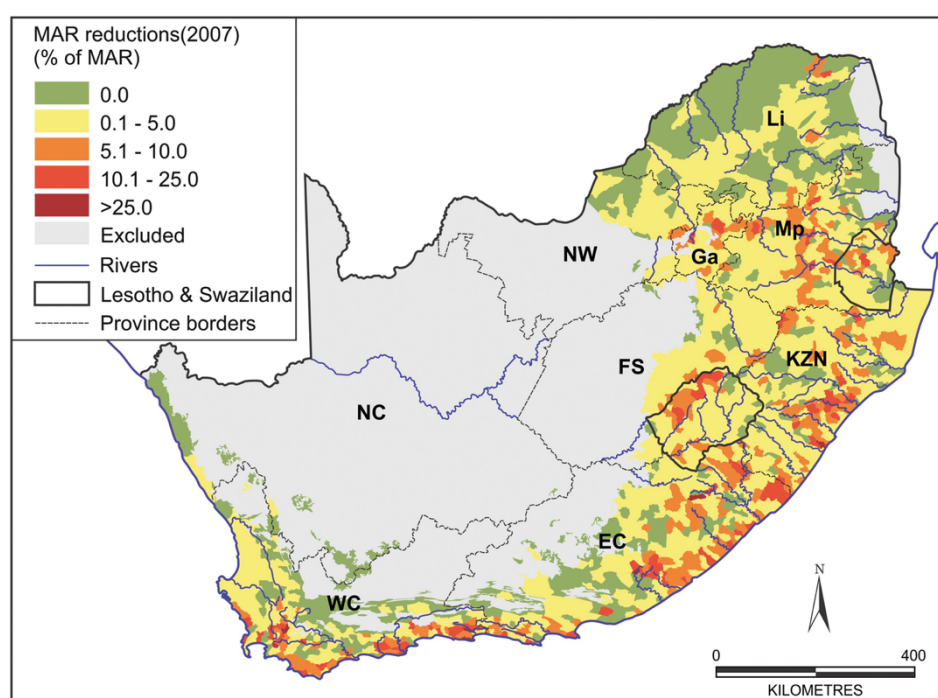 MAR reductions(2007)
(% of MAR)
0.0
0.1 - 5.0
5.1 - 10.0
10.1 - 25.0
>25.0
Excluded
Rivers
Lesotho & Swaziland
Province borders
Li
Mp
NW
Ga
FS
KZN
NC
EC
WC
N
0 400
KILOMETRES